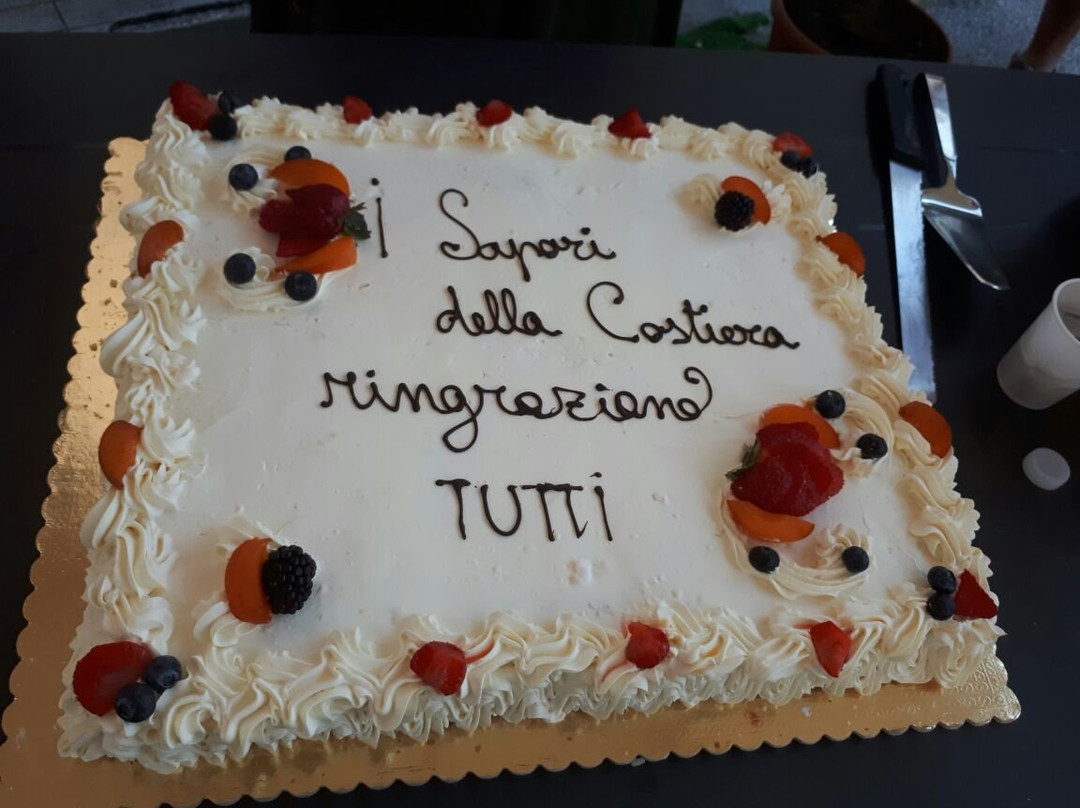 i Sapori
della Costiera
ringraziano
TUTTi